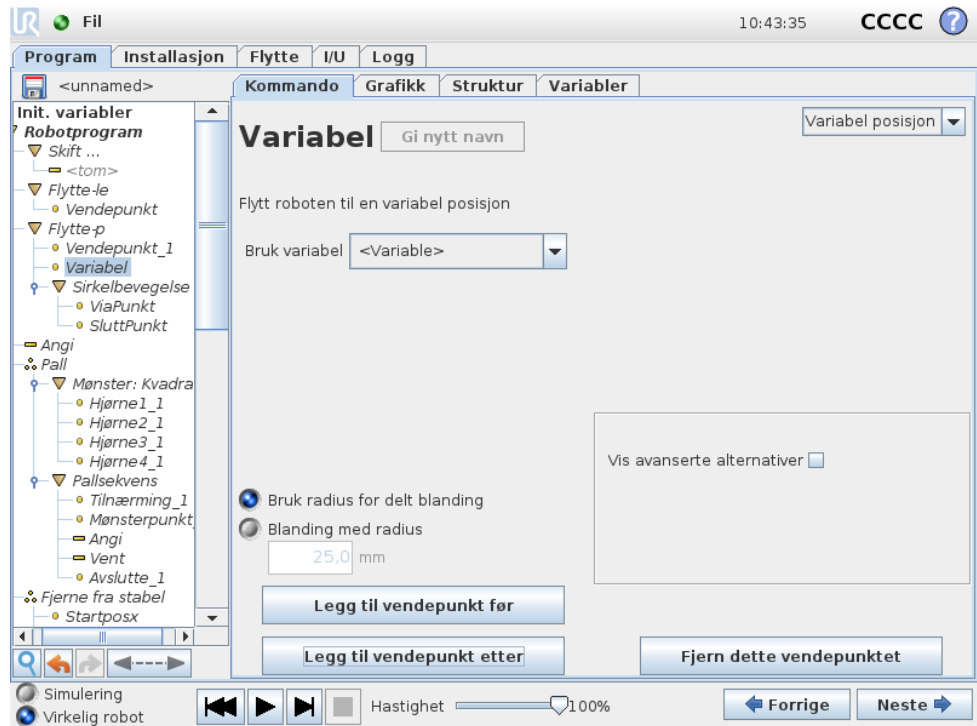 UR Fil 10:43:35 CCCC ?
Program Installasjon Flytte I/U Logg
<unnamed>
Kommando Grafikk Struktur Variabler
Init. variabler
Robotprogram
Skift ...
<tom>
Flytte-le
Vendepunkt
Flytte-p
Vendepunkt_1
Variabel
Sirkelbevegelse
ViaPunkt
SluttPunkt
Angi
Pall
Mønster: Kvadra
Hjørne1_1
Hjørne2_1
Hjørne3_1
Hjørne4_1
Pallsekvens
Tilnærming_1
Mønsterpunkt
Angi
Vent
Avslutte_1
Fjerne fra stabel
Startposx
Variabel Gi nytt navn
Variabel posisjon
Flytt roboten til en variabel posisjon
Bruk variabel <Variable>
Vis avanserte alternativer
Bruk radius for delt blanding
Blanding med radius
25,0 mm
Legg til vendepunkt før
Legg til vendepunkt etter
Fjern dette vendepunktet
Simulering
Virkelig robot
Hastighet 100%
Forrige
Neste